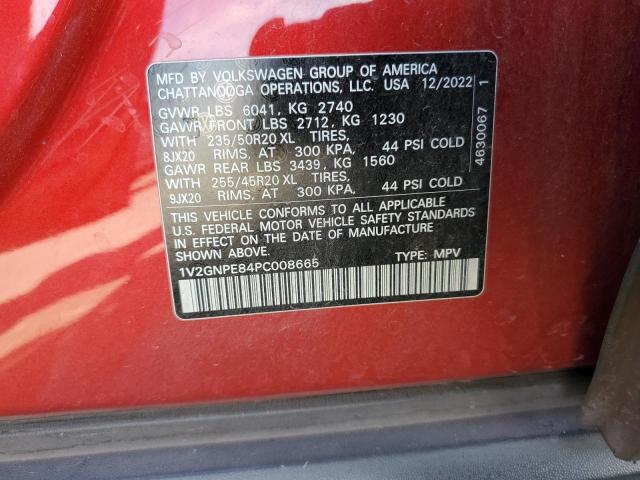 MFD BY VOLKSWAGEN GROUP OF AMERICA
CHATTANOOGA OPERATIONS, LLC. USA 12/2022
GVWR LBS 6041, KG 2740
GAWR FRONT LBS 2712, KG 1230
WITH 235/50R20 XL TIRES,
8JX20 RIMS, AT 300 KPA, 44 PSI COLD
GAWR REAR LBS 3439, KG 1560
WITH 255/45R20 XL TIRES,
9JX20 RIMS, AT 300 KPA, 44 PSI COLD
THIS VEHICLE CONFORMS TO ALL APPLICABLE
U.S. FEDERAL MOTOR VEHICLE SAFETY STANDARDS
IN EFFECT ON THE DATE OF MANUFACTURE
SHOWN ABOVE.
1V2GNPE84PC008665 TYPE: MPV
4630067 1